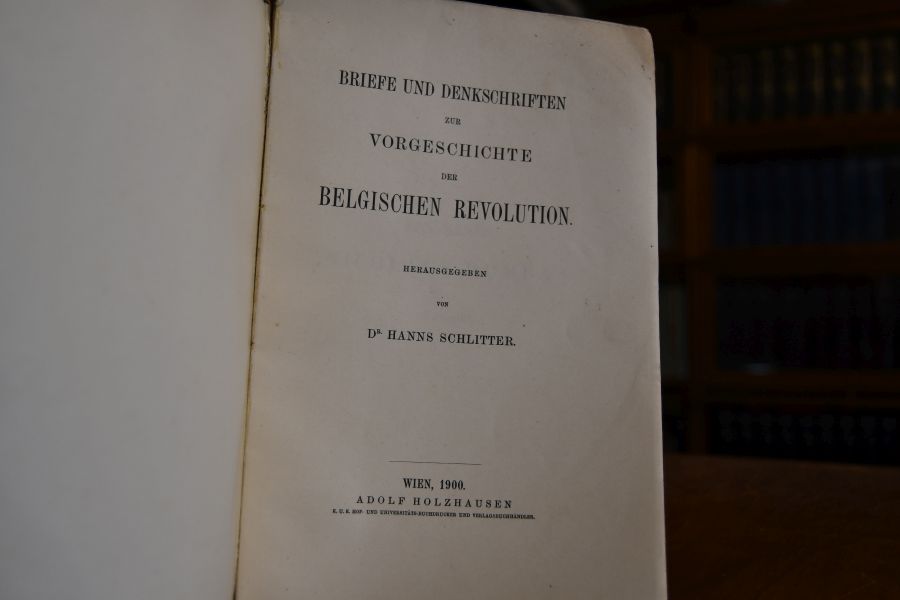 BRIEFE UND DENKSCHRIFTEN
ZUR
VORGESCHICHTE
DER
BELGISCHEN REVOLUTION.
HERAUSGEGEBEN
VON
DR. HANNS SCHLITTER.
WIEN, 1900.
ADOLF HOLZHAUSEN
K. U. K. HOF- UND UNIVERSITÄTS-BUCHDRUCKER UND VERLAGSBUCHHÄNDLER.